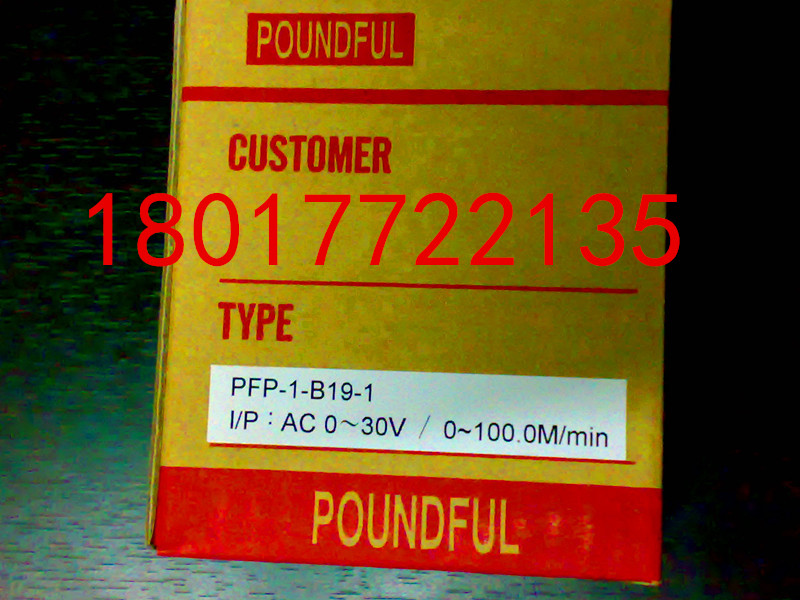 POUNDFUL
CUSTOMER
18017722135
TYPE
PFP-1-B19-1
I/P：AC 0～30V / 0~100.0M/min
POUNDFUL